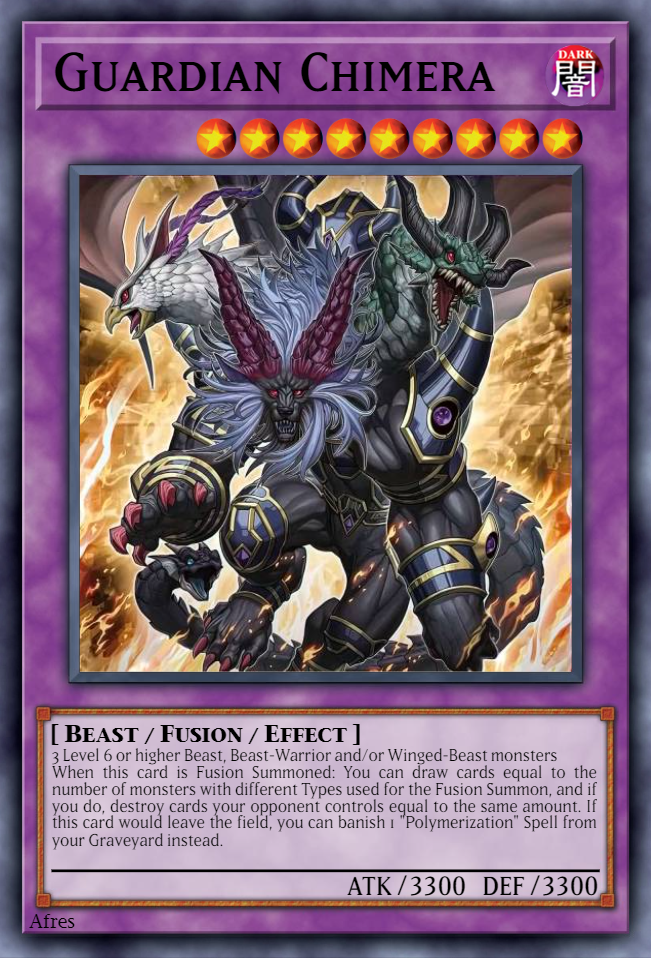 Guardian Chimera
DARK
闇
[ Beast / Fusion / Effect ]
3 Level 6 or higher Beast, Beast-Warrior and/or Winged-Beast monsters
When this card is Fusion Summoned: You can draw cards equal to the
number of monsters with different Types used for the Fusion Summon, and if
you do, destroy cards your opponent controls equal to the same amount. If
this card would leave the field, you can banish 1 "Polymerization" Spell from
your Graveyard instead.
ATK/3300 DEF/3300
Afres